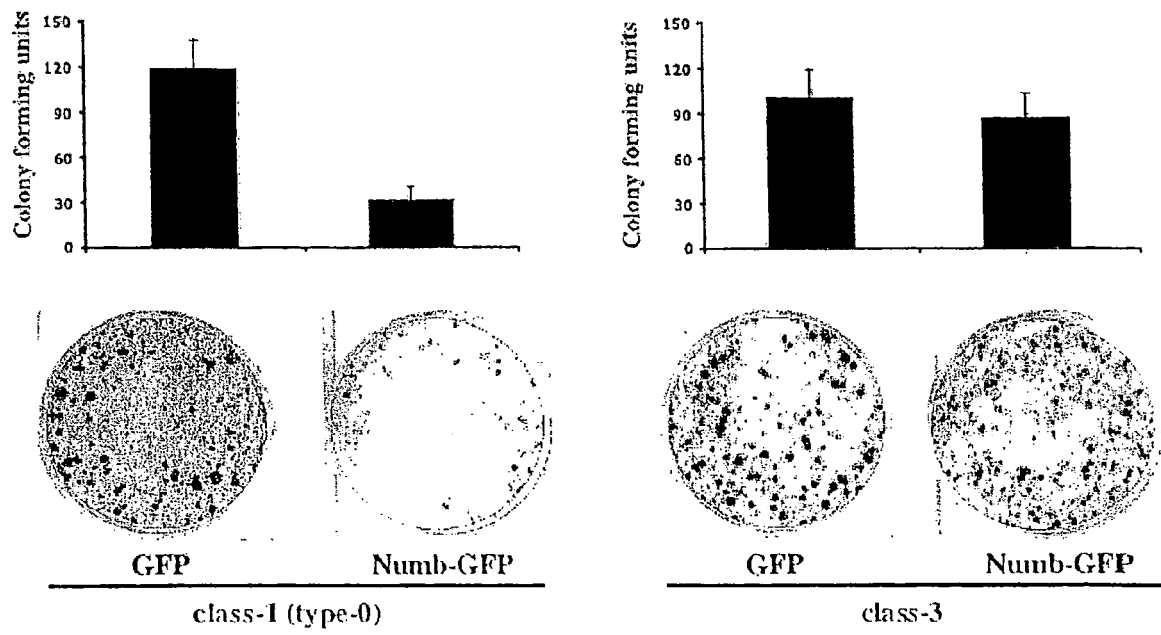 Colony forming units
150
120
90
60
30
0
Colony forming units
150
120
90
60
30
0
GFP
Numb-GFP
class-1 (type-0)
GFP
Numb-GFP
class-3